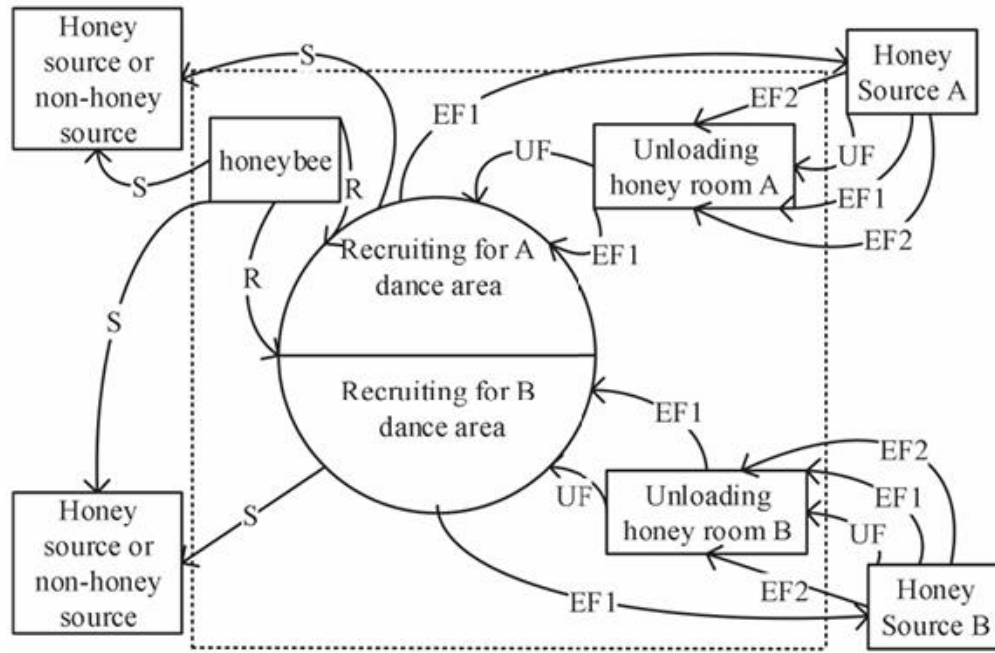 Honey
source or
non-honey
source
S
EF1
Honey
Source A
EF2
honeybee
R
UF
Unloading
honey room A
UF
S
EF1
EF2
EF1
Recruiting for A
dance area
R
S
Recruiting for B
dance area
EF1
EF2
EF1
UF
Unloading
honey room B
UF
Honey
source or
non-honey
source
S
EF1
EF2
Honey
Source B